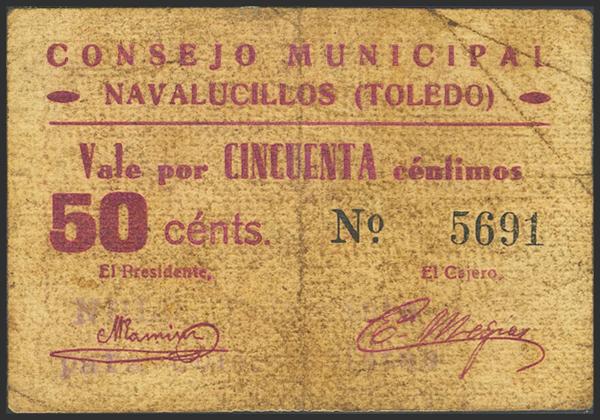 CONSEJO MUNICIPAL
NAVALUCILLOS (TOLEDO)
Vale por CINCUENTA céntimos
50 cénts. Nº 5691
El Presidente, El Cajero,